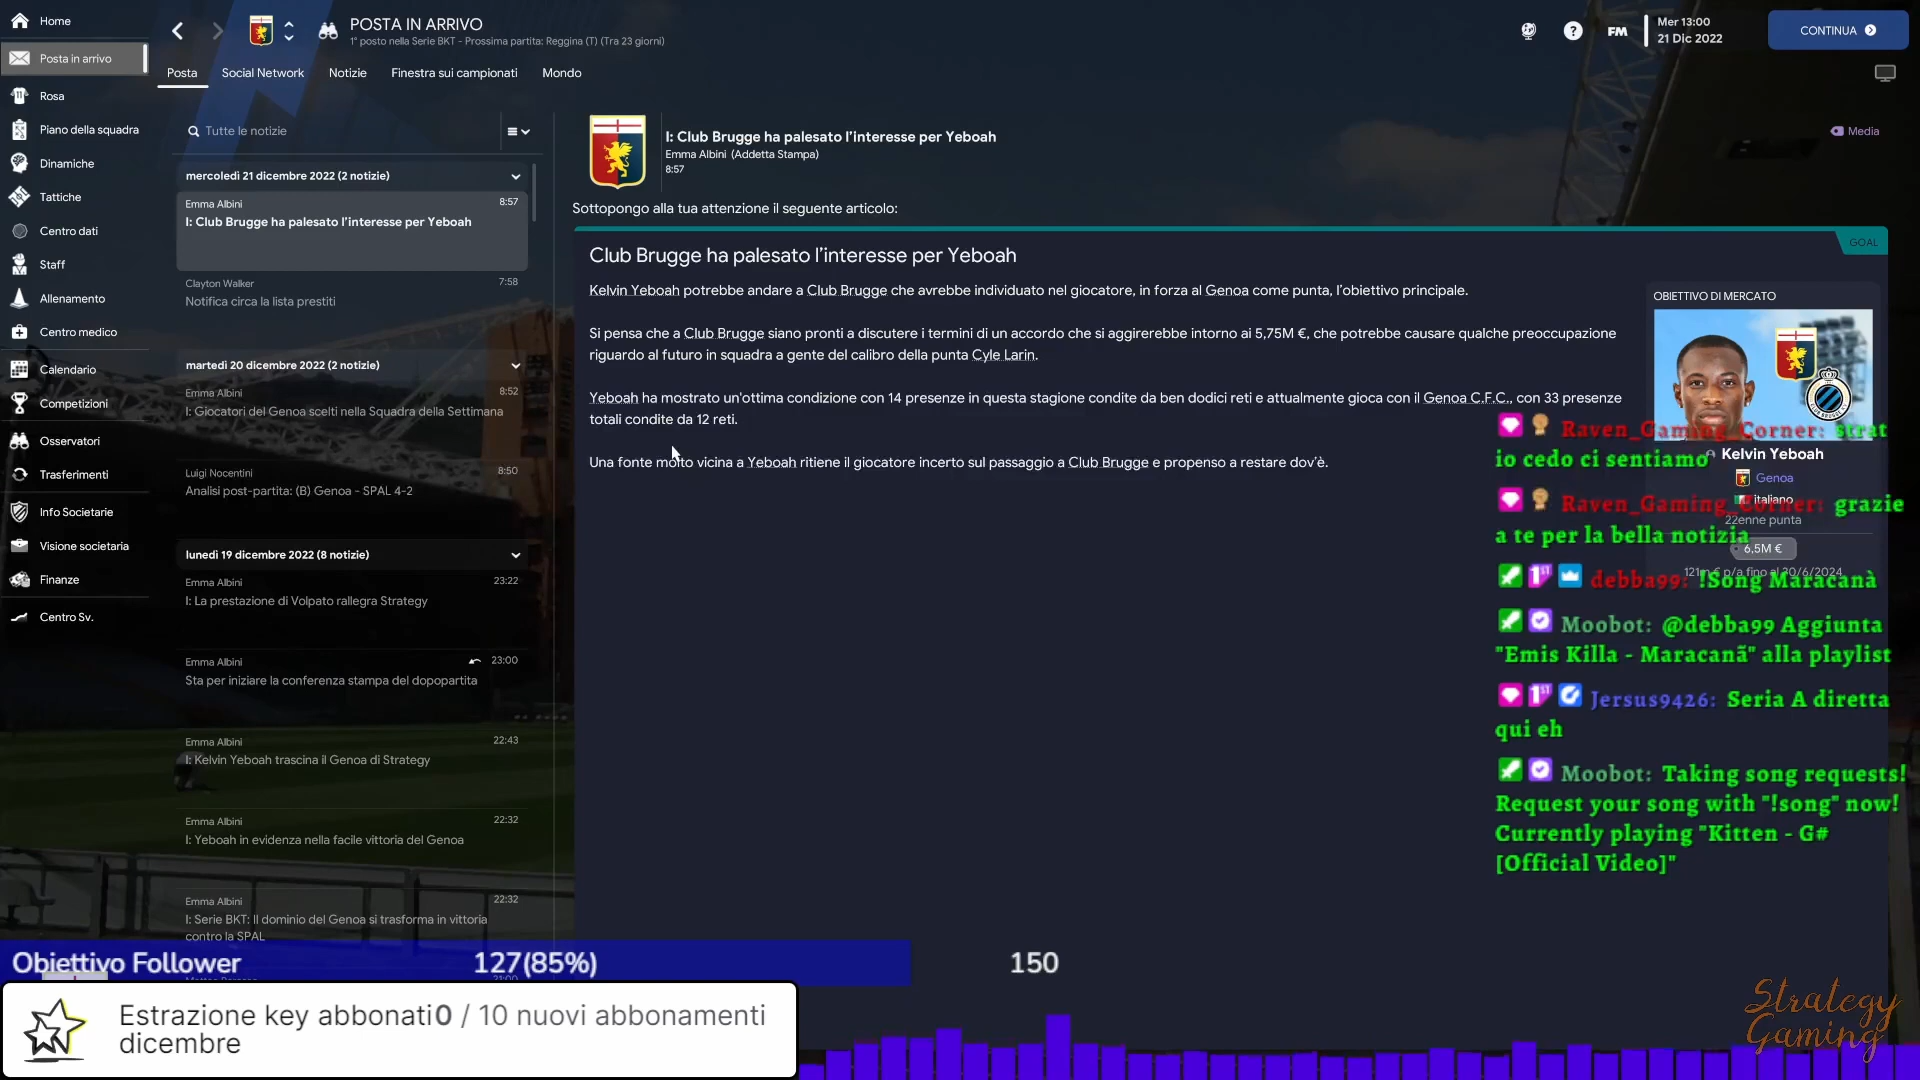 Home
Posta in arrivo
Rosa
Piano della squadra
Dinamiche
Tattiche
Centro dati
Staff
Allenamento
Centro medico
Calendario
Competizioni
Osservatori
Trasferimenti
Info Societarie
Visione societaria
Finanze
Centro Sv.
POSTA IN ARRIVO
1° posto nella Serie BKT - Prossima partita: Reggina (T) (Tra 23 giorni)
FM
Mer 13:00
21 Dic 2022
CONTINUA
Posta
Social Network
Notizie
Finestra sui campionati
Mondo
Tutte le notizie
mercoledì 21 dicembre 2022 (2 notizie)
Emma Albini 8:57
I: Club Brugge ha palesato l'interesse per Yeboah
Clayton Walker 7:58
Notifica circa la lista prestiti
martedì 20 dicembre 2022 (2 notizie)
Emma Albini 8:52
I: Giocatori del Genoa scelti nella Squadra della Settimana
Luigi Nocentini 8:50
Analisi post-partita: (B) Genoa - SPAL 4-2
lunedì 19 dicembre 2022 (8 notizie)
Emma Albini 23:22
I: La prestazione di Volpato rallegra Strategy
Emma Albini 23:00
Sta per iniziare la conferenza stampa del dopopartita
Emma Albini 22:43
I: Kelvin Yeboah trascina il Genoa di Strategy
Emma Albini 22:32
I: Yeboah in evidenza nella facile vittoria del Genoa
Emma Albini 22:32
I: Serie BKT: Il dominio del Genoa si trasforma in vittoria
contro la SPAL
I: Club Brugge ha palesato l'interesse per Yeboah
Emma Albini (Addetta Stampa)
8:57
Media
Sottopongo alla tua attenzione il seguente articolo:
GOAL
Club Brugge ha palesato l'interesse per Yeboah
Kelvin Yeboah potrebbe andare a Club Brugge che avrebbe individuato nel giocatore, in forza al Genoa come punta, l'obiettivo principale.
Si pensa che a Club Brugge siano pronti a discutere i termini di un accordo che si aggirerebbe intorno ai 5,75M €, che potrebbe causare qualche preoccupazione
riguardo al futuro in squadra a gente del calibro della punta Cyle Larin.
Yeboah ha mostrato un'ottima condizione con 14 presenze in questa stagione condite da ben dodici reti e attualmente gioca con il Genoa C.F.C., con 33 presenze
totali condite da 12 reti.
Una fonte molto vicina a Yeboah ritiene il giocatore incerto sul passaggio a Club Brugge e propenso a restare dov'è.
OBIETTIVO DI MERCATO
Kelvin Yeboah
Genoa
italiano
22enne punta
6,5M €
p/a fino al 30/6/2024
Raven_Gaming_Corner: strat
io cedo ci sentiamo
Raven_Gaming_Corner: grazie
a te per la bella notizia
debba99: !Song Maracanà
Moobot: @debba99 Aggiunta
"Emis Killa - Maracanã" alla playlist
Jersus9426: Seria A diretta
qui eh
Moobot: Taking song requests!
Request your song with "!song" now!
Currently playing "Kitten - G#
[Official Video]"
Obiettivo Follower 127(85%) 150
Estrazione key abbonati0 / 10 nuovi abbonamenti
dicembre
Strategy
Gaming